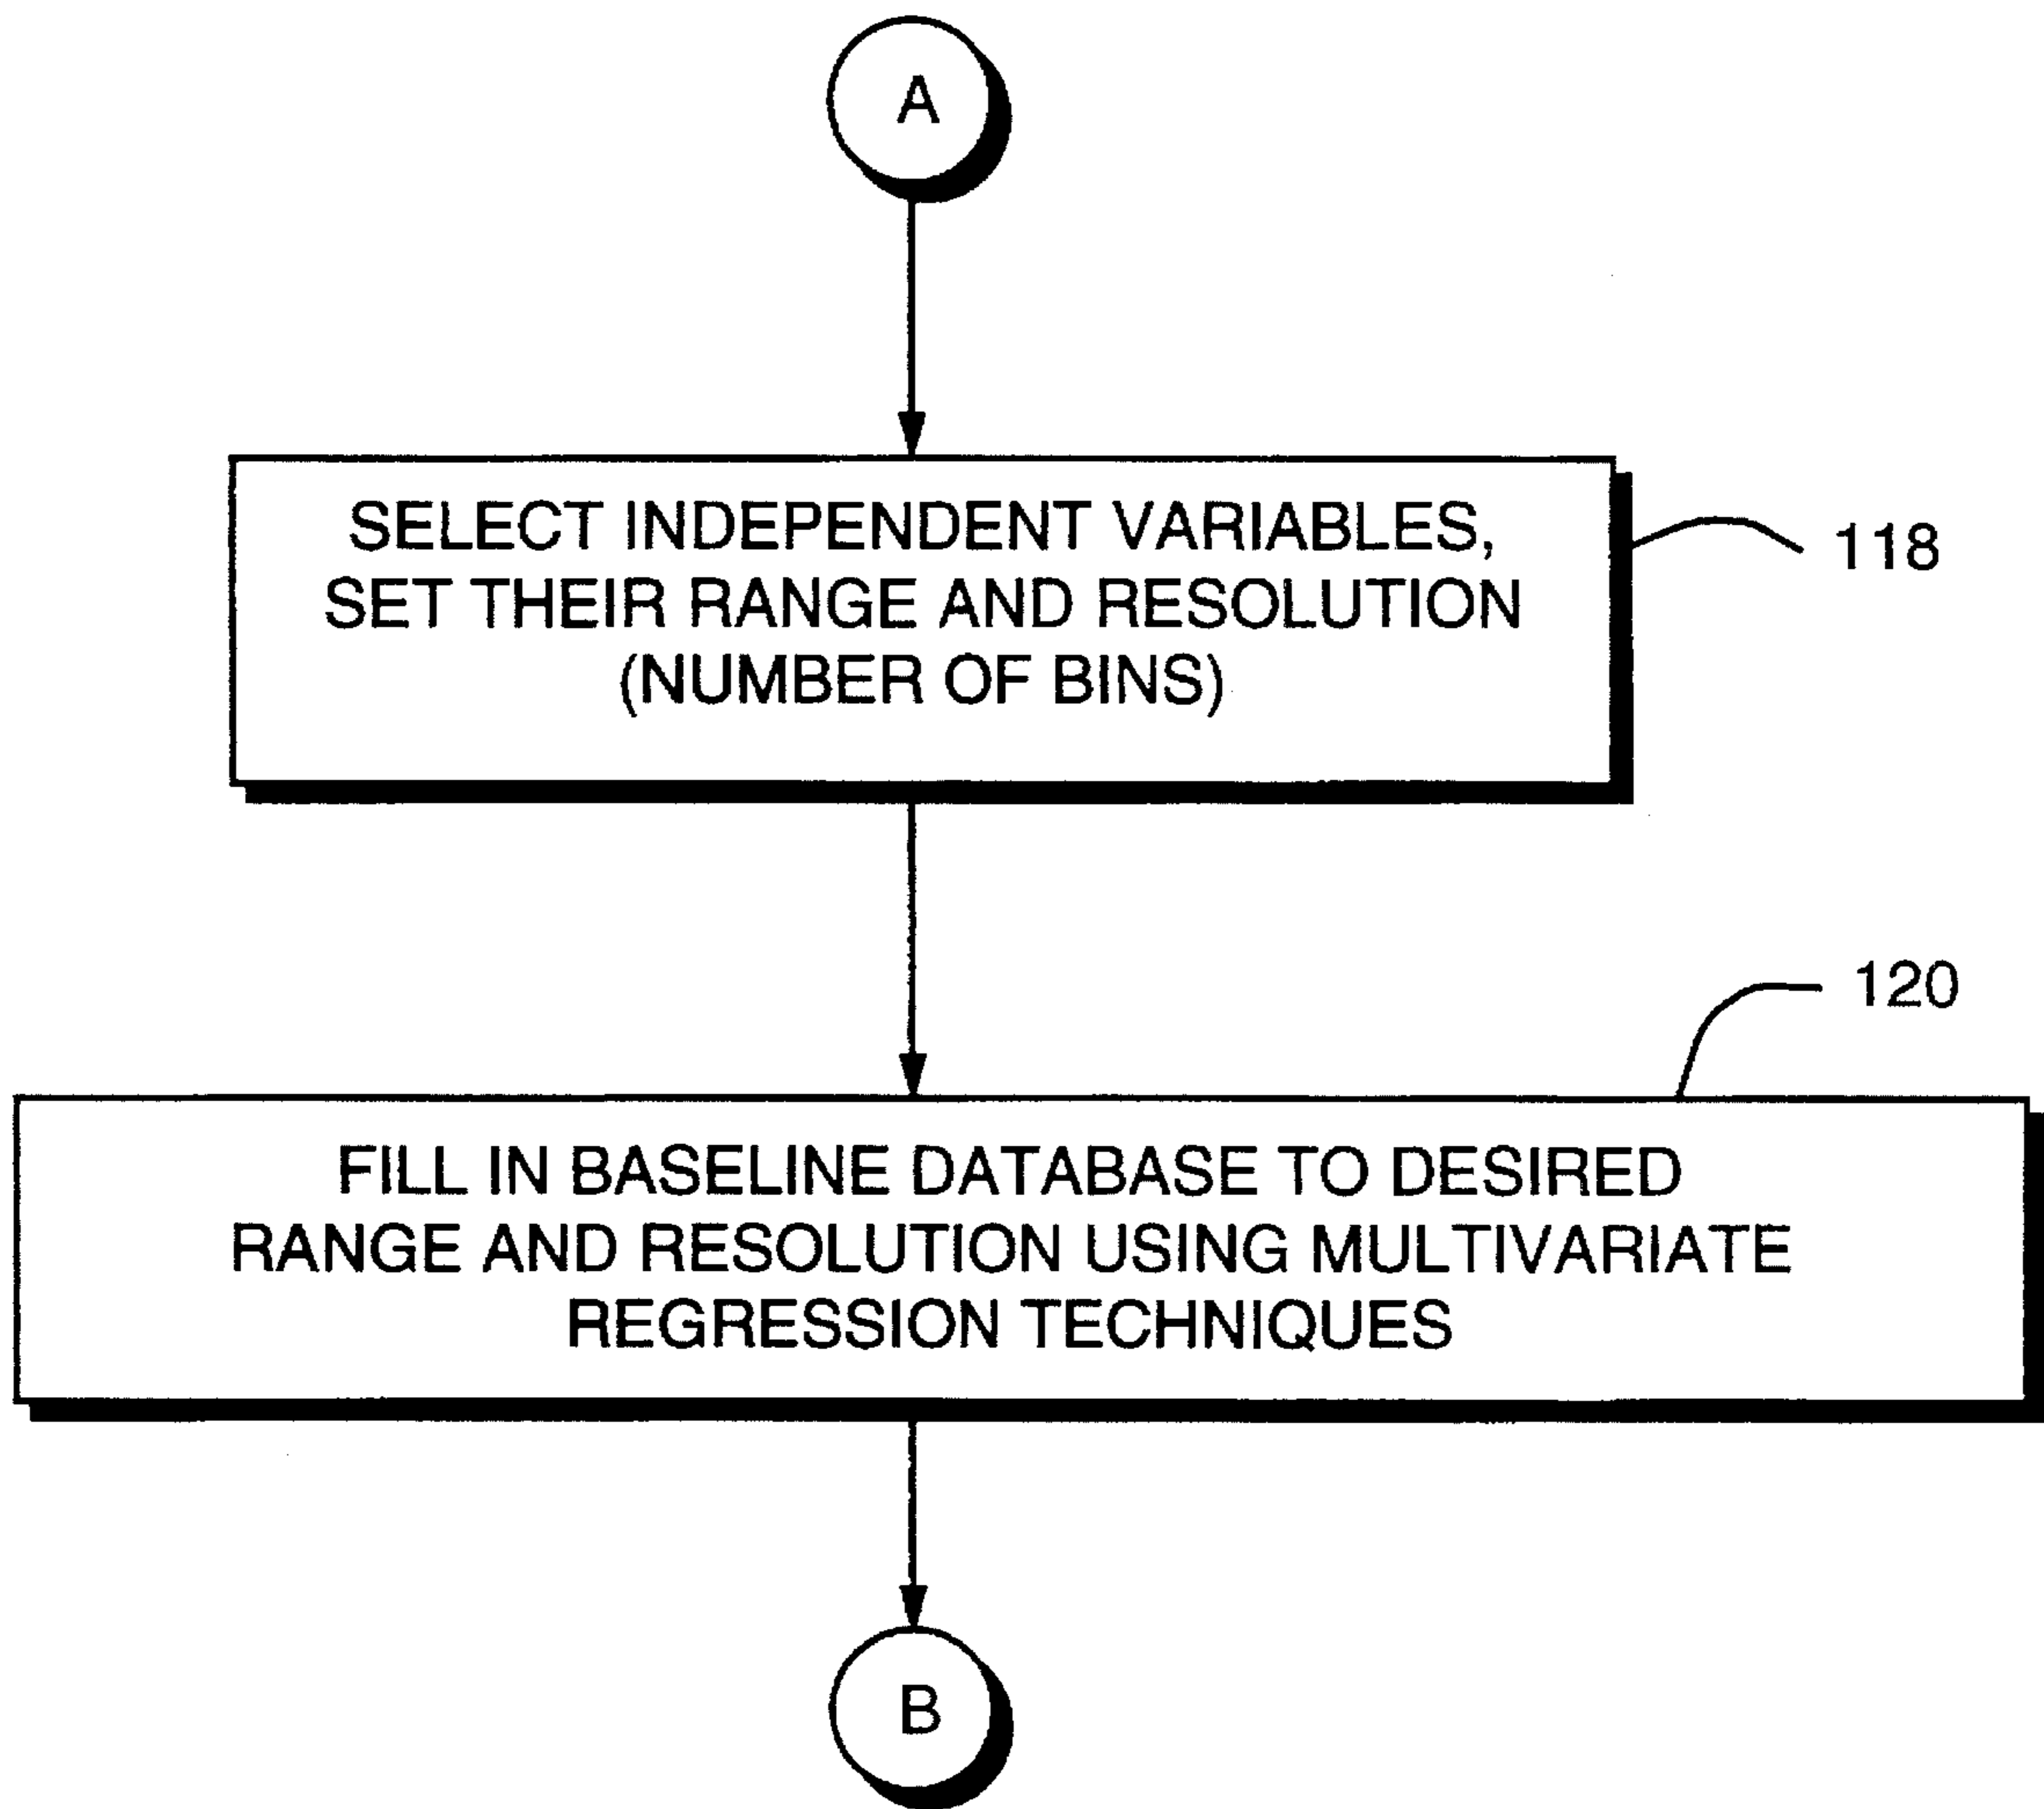 A
SELECT INDEPENDENT VARIABLES,
SET THEIR RANGE AND RESOLUTION
(NUMBER OF BINS)
118
120
FILL IN BASELINE DATABASE TO DESIRED
RANGE AND RESOLUTION USING MULTIVARIATE
REGRESSION TECHNIQUES
B